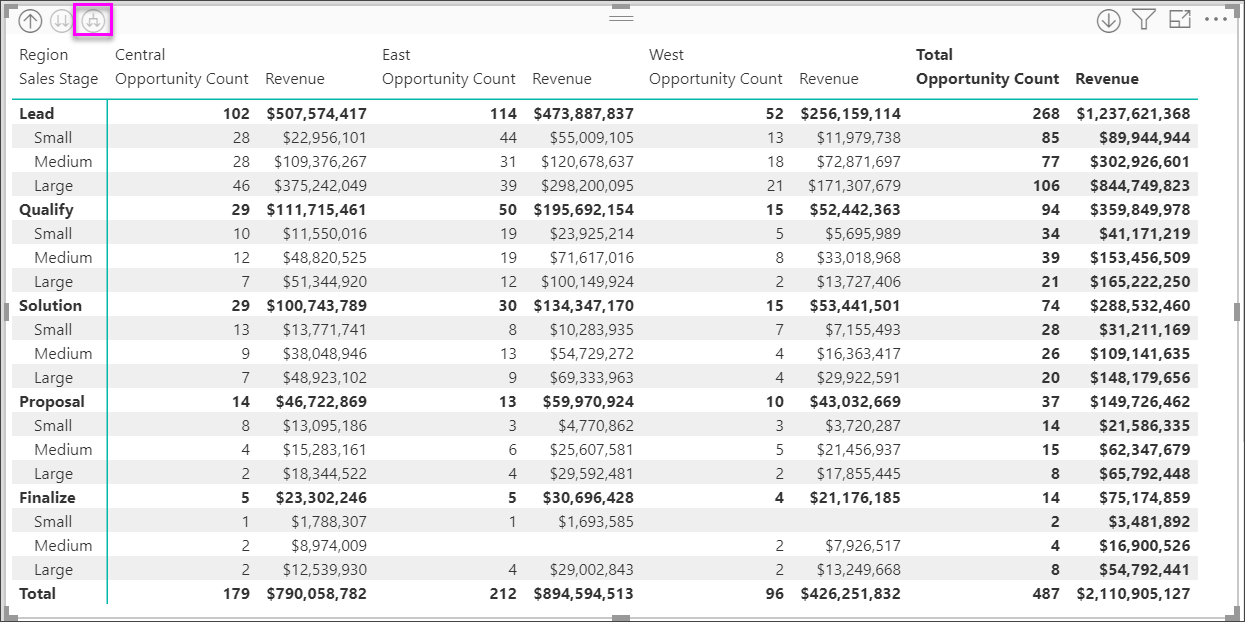 Region Central East West Total
Sales Stage Opportunity Count Revenue Opportunity Count Revenue Opportunity Count Revenue Opportunity Count Revenue
Lead 102 $507,574,417 114 $473,887,837 52 $256,159,114 268 $1,237,621,368
Small 28 $22,956,101 44 $55,009,105 13 $11,979,738 85 $89,944,944
Medium 28 $109,376,267 31 $120,678,637 18 $72,871,697 77 $302,926,601
Large 46 $375,242,049 39 $298,200,095 21 $171,307,679 106 $844,749,823
Qualify 29 $111,715,461 50 $195,692,154 15 $52,442,363 94 $359,849,978
Small 10 $11,550,016 19 $23,925,214 5 $5,695,989 34 $41,171,219
Medium 12 $48,820,525 19 $71,617,016 8 $33,018,968 39 $153,456,509
Large 7 $51,344,920 12 $100,149,924 2 $13,727,406 21 $165,222,250
Solution 29 $100,743,789 30 $134,347,170 15 $53,441,501 74 $288,532,460
Small 13 $13,771,741 8 $10,283,935 7 $7,155,493 28 $31,211,169
Medium 9 $38,048,946 13 $54,729,272 4 $16,363,417 26 $109,141,635
Large 7 $48,923,102 9 $69,333,963 4 $29,922,591 20 $148,179,656
Proposal 14 $46,722,869 13 $59,970,924 10 $43,032,669 37 $149,726,462
Small 8 $13,095,186 3 $4,770,862 3 $3,720,287 14 $21,586,335
Medium 4 $15,283,161 6 $25,607,581 5 $21,456,937 15 $62,347,679
Large 2 $18,344,522 4 $29,592,481 2 $17,855,445 8 $65,792,448
Finalize 5 $23,302,246 5 $30,696,428 4 $21,176,185 14 $75,174,859
Small 1 $1,788,307 1 $1,693,585 2 $3,481,892
Medium 2 $8,974,009 2 $7,926,517 4 $16,900,526
Large 2 $12,539,930 4 $29,002,843 2 $13,249,668 8 $54,792,441
Total 179 $790,058,782 212 $894,594,513 96 $426,251,832 487 $2,110,905,127